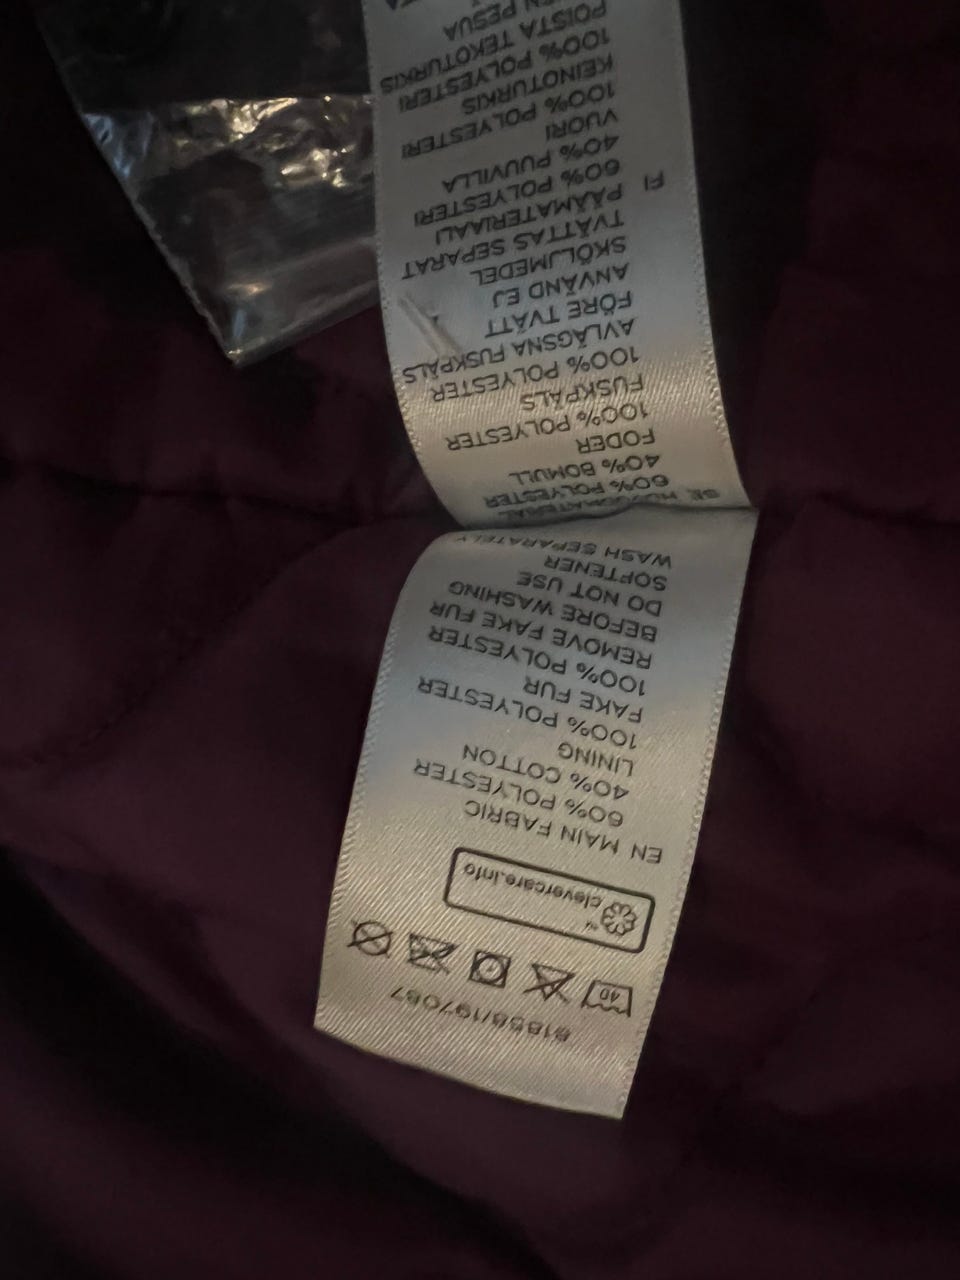 81858/197087
40
clevercare.info
EN MAIN FABRIC
60% POLYESTER
40% COTTON
LINING
100% POLYESTER
FAKE FUR
100% POLYESTER
REMOVE FAKE FUR
BEFORE WASHING
DO NOT USE
SOFTENER
WASH SEPARATELY
SE HUVUDMATERIAL
60% POLYESTER
40% BOMULL
FODER
100% POLYESTER
FUSKPÄLS
100% POLYESTER
AVLÄGSNA FUSKPÄLS
FÖRE TVÄTT
ANVÄND EJ
SKÖLJMEDEL
TVÄTTAS SEPARAT
FI PÄÄMATERIAALI
60% POLYESTERI
40% PUUVILLA
VUORI
100% POLYESTERI
KEINOTURKIS
100% POLYESTERI
POISTA TEKOTURKIS
PESUA